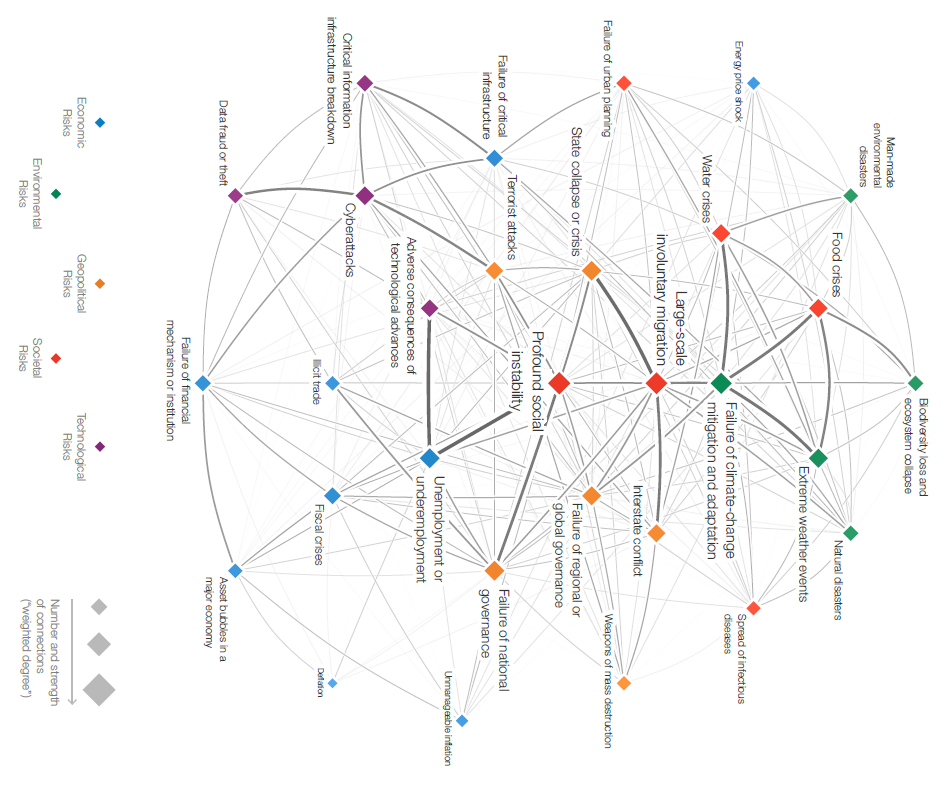 Biodiversity loss and
ecosystem collapse
Man-made
environmental
disasters
Food crises
Natural disasters
Extreme weather events
Energy price shock
Spread of infectious
diseases
Failure of climate-change
mitigation and adaptation
Water crises
Large-scale
involuntary migration
Interstate conflict
Failure of urban planning
Weapons of mass destruction
State collapse or crisis
Failure of regional or
global governance
Profound social
instability
Terrorist attacks
Failure of critical
infrastructure
Failure of national
governance
Unmanageable inflation
Unemployment or
underemployment
Adverse consequences of
technological advances
Cyberattacks
Critical information
infrastructure breakdown
Illicit trade
Fiscal crises
Deflation
Data fraud or theft
Asset bubbles in a
major economy
Failure of financial
mechanism or institution
Economic
Risks
Environmental
Risks
Geopolitical
Risks
Societal
Risks
Technological
Risks
Number and strength
of connections
("weighted degree")